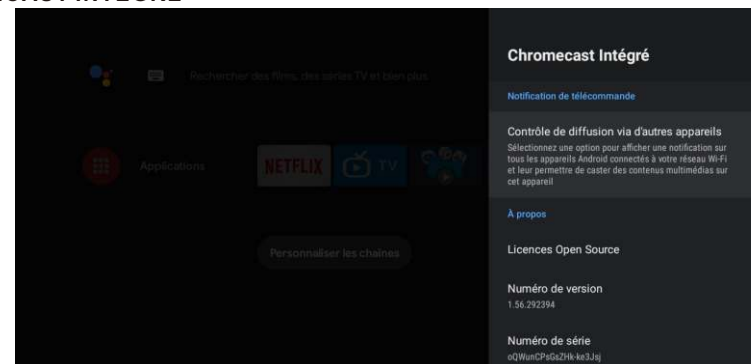 Rechercher des films, des séries TV et bien plus
Applications
NETFLIX
TV
Personnaliser les chaînes
Chromecast Intégré
Notification de télécommande
Contrôle de diffusion via d'autres appareils
Sélectionnez une option pour afficher une notification sur
tous les appareils Android connectés à votre réseau Wi-Fi
et leur permettre de caster des contenus multimédias sur
cet appareil
À propos
Licences Open Source
Numéro de version
1.56.292394
Numéro de série
oQWunCPsGsZHk-ke3Jsj